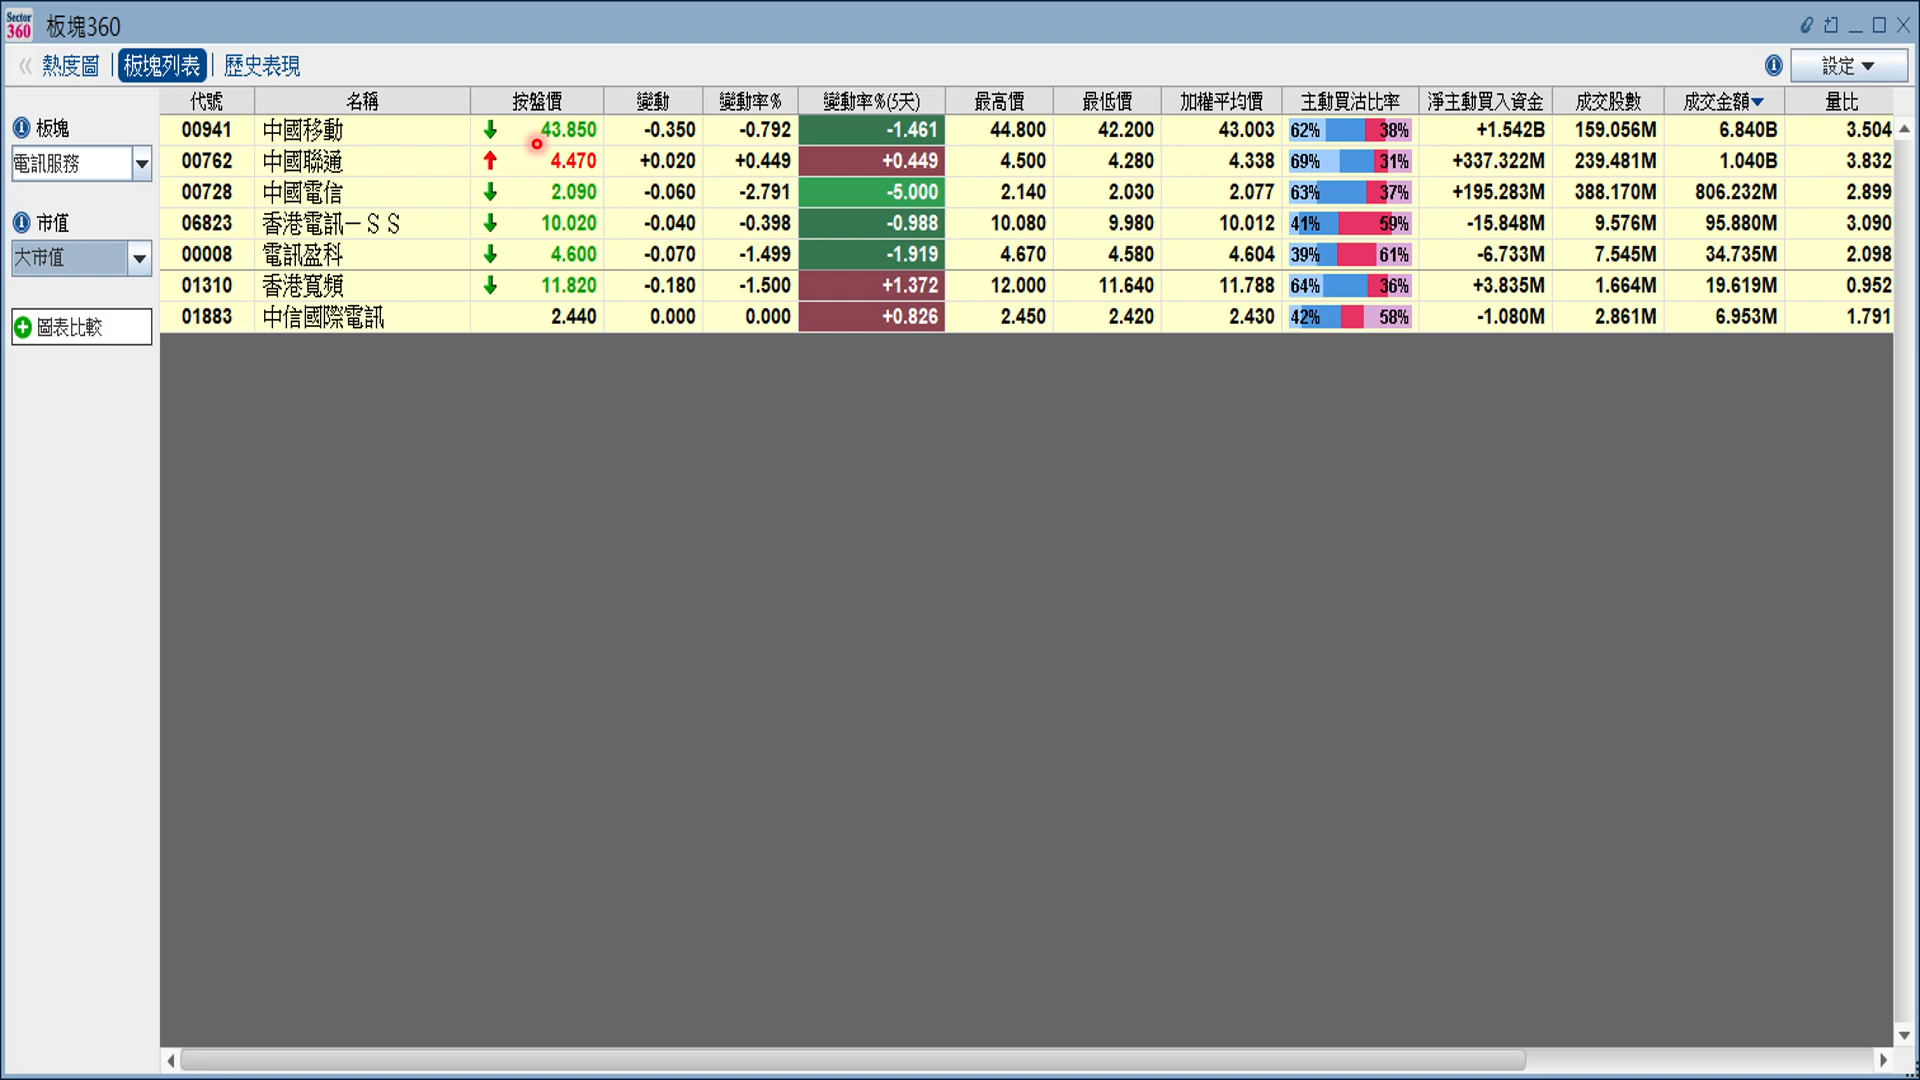 Sector 360 板塊360
熱度圖 板塊列表 歷史表現 設定
板塊
電訊服務
市值
大市值
圖表比較
代號 名稱 按盤價 變動 變動率% 變動率%(5天) 最高價 最低價 加權平均價 主動買沽比率 淨主動買入資金 成交股數 成交金額 量比
00941 中國移動 43.850 -0.350 -0.792 -1.461 44.800 42.200 43.003 62% 38% +1.542B 159.056M 6.840B 3.504
00762 中國聯通 4.470 +0.020 +0.449 +0.449 4.500 4.280 4.338 69% 31% +337.322M 239.481M 1.040B 3.832
00728 中國電信 2.090 -0.060 -2.791 -5.000 2.140 2.030 2.077 63% 37% +195.283M 388.170M 806.232M 2.899
06823 香港電訊－ＳＳ 10.020 -0.040 -0.398 -0.988 10.080 9.980 10.012 41% 59% -15.848M 9.576M 95.880M 3.090
00008 電訊盈科 4.600 -0.070 -1.499 -1.919 4.670 4.580 4.604 39% 61% -6.733M 7.545M 34.735M 2.098
01310 香港寬頻 11.820 -0.180 -1.500 +1.372 12.000 11.640 11.788 64% 36% +3.835M 1.664M 19.619M 0.952
01883 中信國際電訊 2.440 0.000 0.000 +0.826 2.450 2.420 2.430 42% 58% -1.080M 2.861M 6.953M 1.791